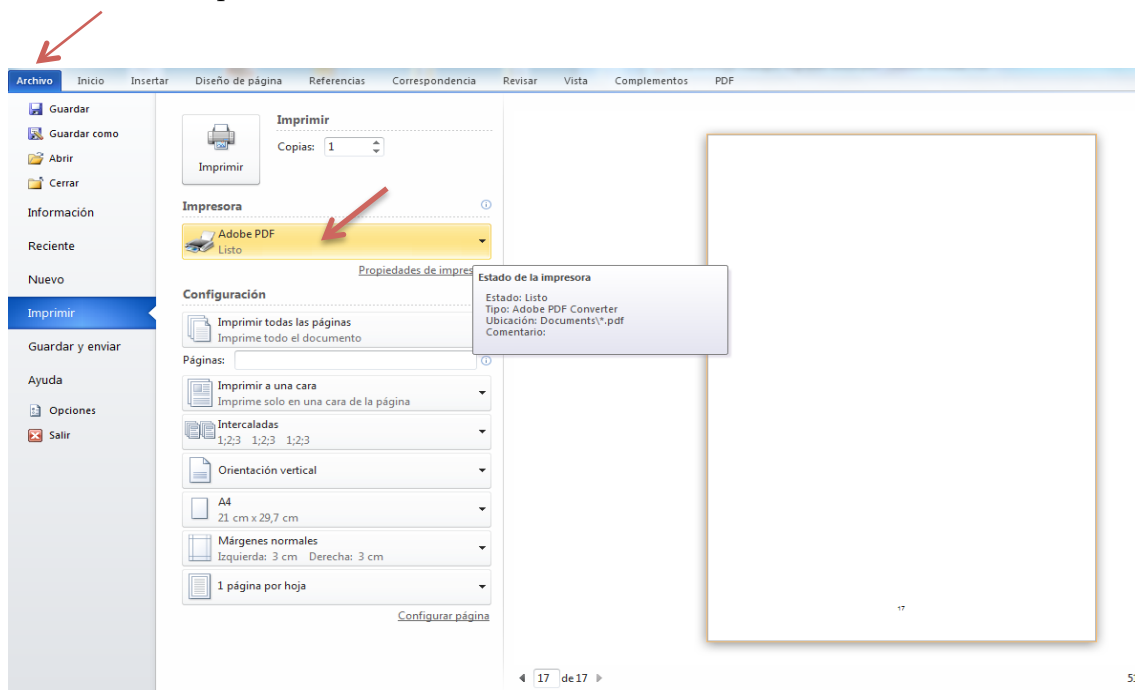 Archivo Inicio Insertar Diseño de página Referencias Correspondencia Revisar Vista Complementos PDF
Guardar
Guardar como
Abrir
Cerrar
Información
Reciente
Nuevo
Imprimir
Guardar y enviar
Ayuda
Opciones
Salir
Imprimir
Copias: 1
Imprimir
Impresora
Adobe PDF
Listo
Propiedades de impres
Configuración
Imprimir todas las páginas
Imprime todo el documento
Páginas:
Imprimir a una cara
Imprime solo en una cara de la página
Intercaladas
1;2;3 1;2;3 1;2;3
Orientación vertical
A4
21 cm x 29,7 cm
Márgenes normales
Izquierda: 3 cm Derecha: 3 cm
1 página por hoja
Configurar página
Estado de la impresora
Estado: Listo
Tipo: Adobe PDF Converter
Ubicación: Documents\*.pdf
Comentario:
17
17 de 17